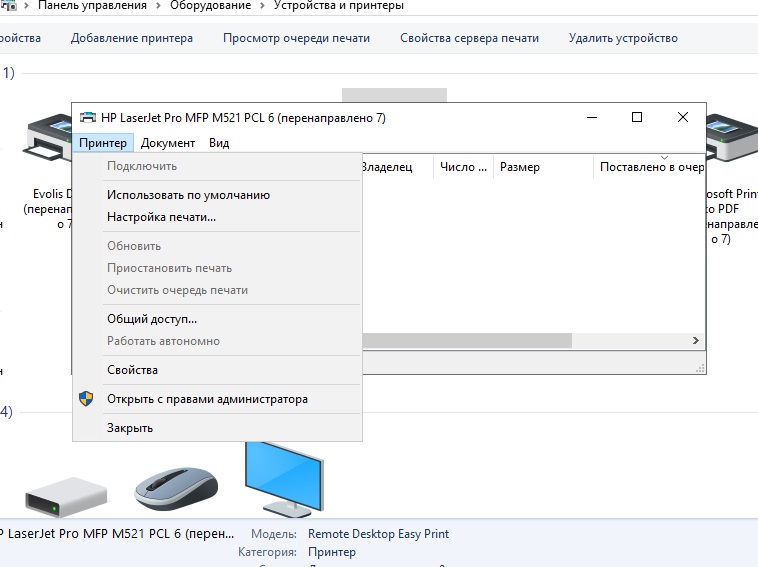 Панель управления > Оборудование > Устройства и принтеры
ройства Добавление принтера Просмотр очереди печати Свойства сервера печати Удалить устройство
1)
HP LaserJet Pro MFP M521 PCL 6 (перенаправлено 7)
Принтер Документ Вид
Владелец Число ... Размер Поставлено в очер
Подключить
Использовать по умолчанию
Настройка печати...
Обновить
Приостановить печать
Очистить очередь печати
Общий доступ...
Работать автономно
Свойства
Открыть с правами администратора
Закрыть
Evolis D
(перенап
о 7
osoft Print
to PDF
направле
о 7)
4)
P LaserJet Pro MFP M521 PCL 6 (перен... Модель: Remote Desktop Easy Print
Категория: Принтер